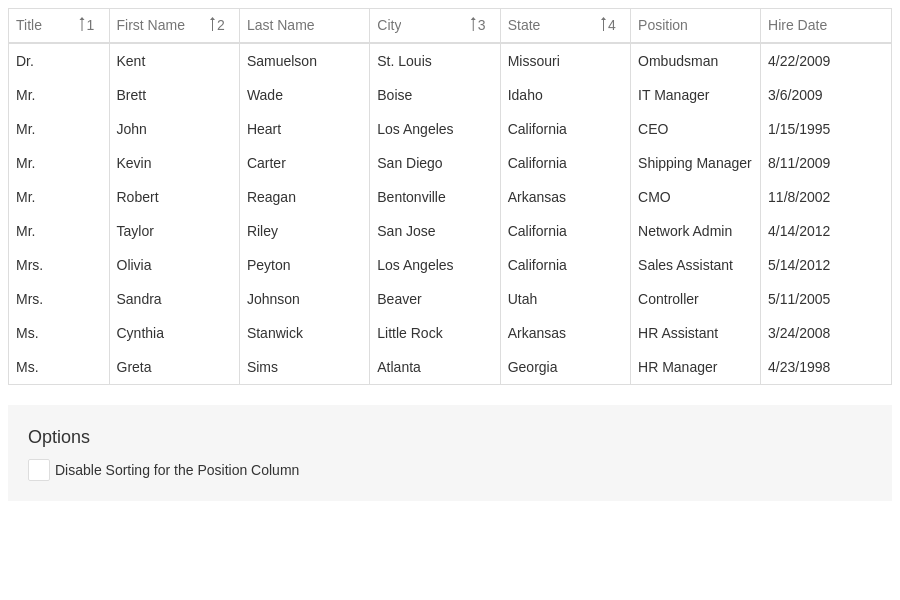 Title 1 First Name 2 Last Name City 3 State 4 Position Hire Date
Dr. Kent Samuelson St. Louis Missouri Ombudsman 4/22/2009
Mr. Brett Wade Boise Idaho IT Manager 3/6/2009
Mr. John Heart Los Angeles California CEO 1/15/1995
Mr. Kevin Carter San Diego California Shipping Manager 8/11/2009
Mr. Robert Reagan Bentonville Arkansas CMO 11/8/2002
Mr. Taylor Riley San Jose California Network Admin 4/14/2012
Mrs. Olivia Peyton Los Angeles California Sales Assistant 5/14/2012
Mrs. Sandra Johnson Beaver Utah Controller 5/11/2005
Ms. Cynthia Stanwick Little Rock Arkansas HR Assistant 3/24/2008
Ms. Greta Sims Atlanta Georgia HR Manager 4/23/1998
Options
Disable Sorting for the Position Column